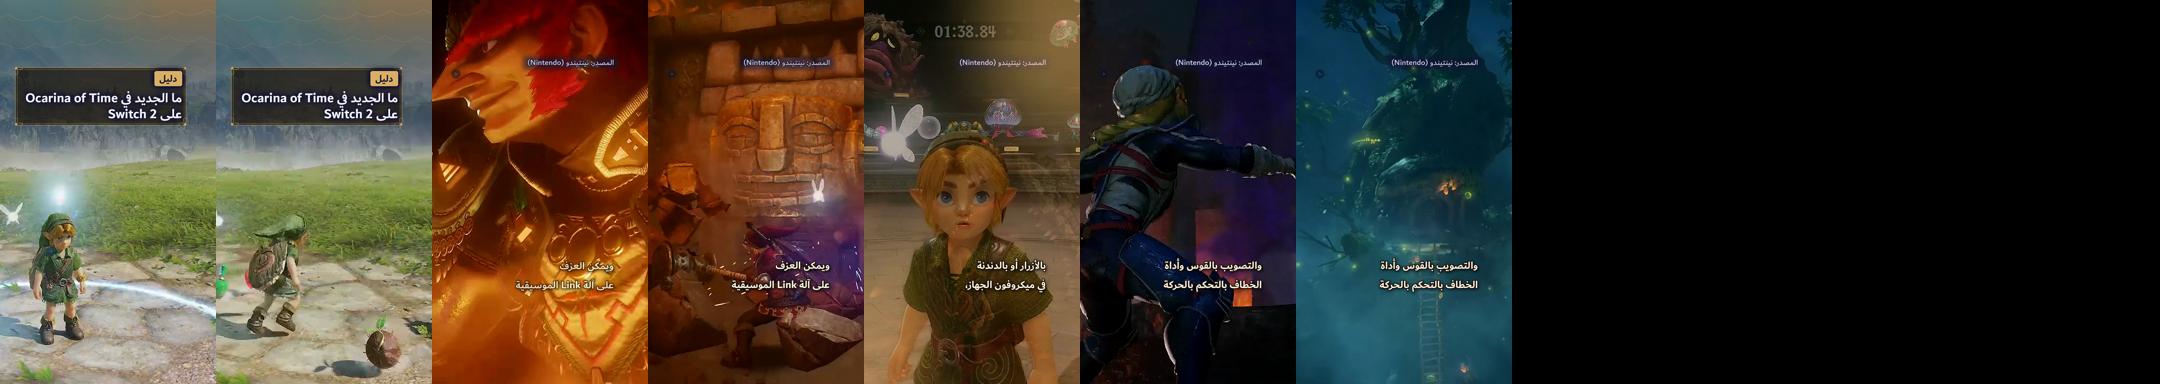 دليل
ما الجديد في Ocarina of Time
على Switch 2
دليل
ما الجديد في Ocarina of Time
على Switch 2
المصدر: نينتيندو (Nintendo)
ويمكن العزف
على آلة Link الموسيقية
المصدر: نينتيندو (Nintendo)
ويمكن العزف
على آلة Link الموسيقية
01:38.84
المصدر: نينتيندو (Nintendo)
بالأزرار أو بالدندنة
في ميكروفون الجهاز،
المصدر: نينتيندو (Nintendo)
والتصويب بالقوس وأداة
الخطاف بالتحكم بالحركة
المصدر: نينتيندو (Nintendo)
والتصويب بالقوس وأداة
الخطاف بالتحكم بالحركة